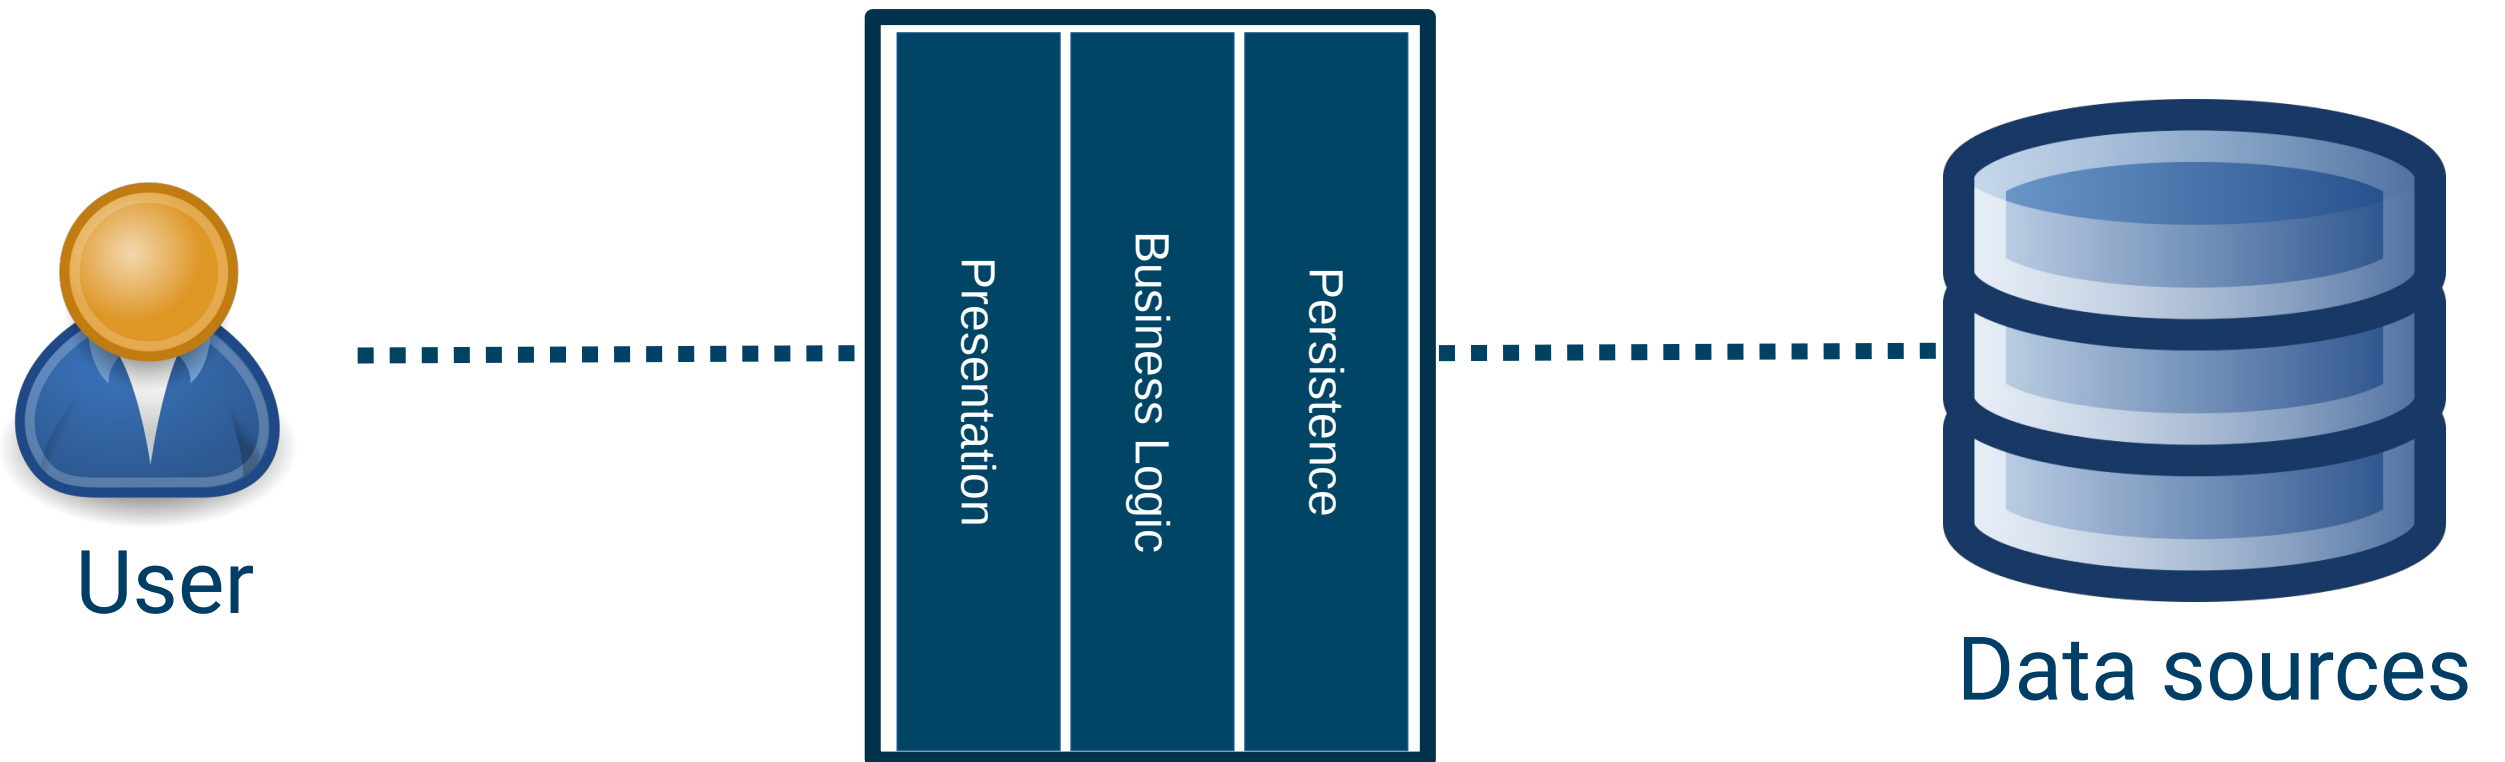 User
Presentation
Business Logic
Persistence
Data sources